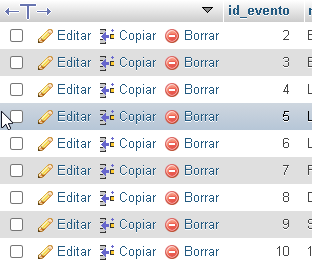 id_evento
Editar Copiar Borrar 2
Editar Copiar Borrar 3
Editar Copiar Borrar 4
Editar Copiar Borrar 5
Editar Copiar Borrar 6
Editar Copiar Borrar 7
Editar Copiar Borrar 8
Editar Copiar Borrar 9
Editar Copiar Borrar 10